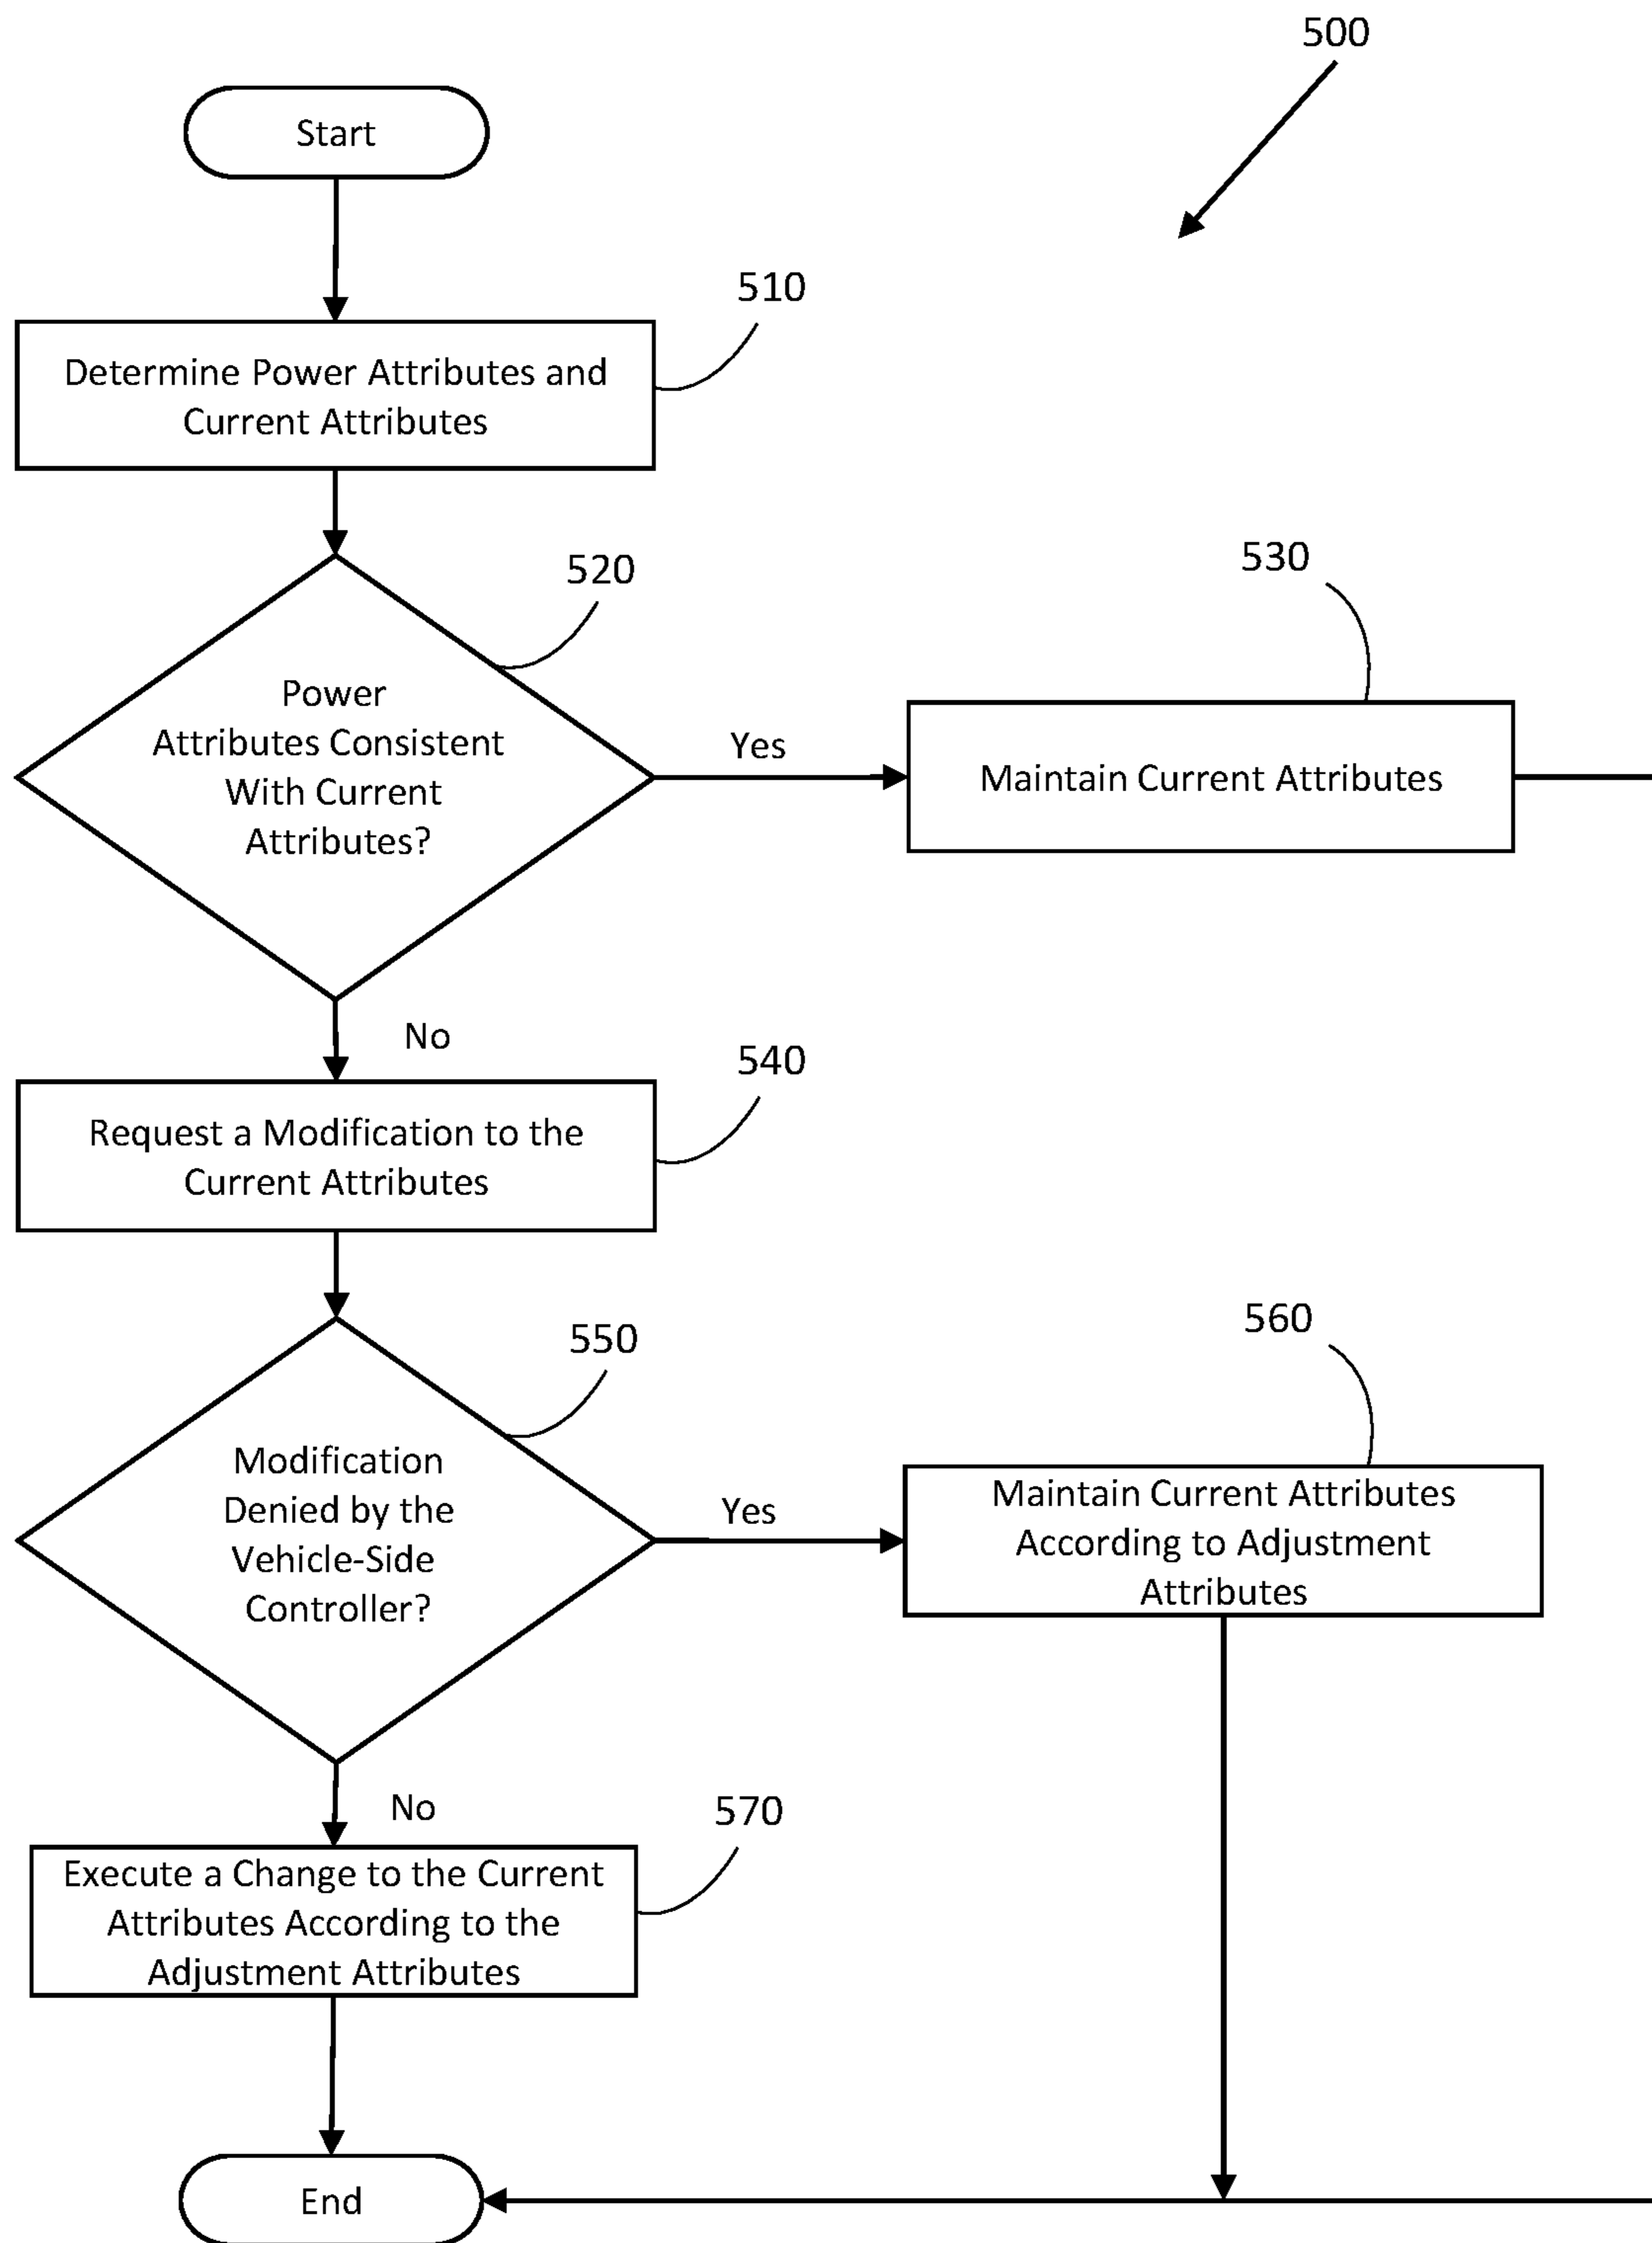 500
Start
510
Determine Power Attributes and
Current Attributes
520
530
Power
Attributes Consistent
With Current
Attributes?
Yes
Maintain Current Attributes
No
540
Request a Modification to the
Current Attributes
550
560
Modification
Denied by the
Vehicle-Side
Controller?
Yes
Maintain Current Attributes
According to Adjustment
Attributes
No
570
Execute a Change to the Current
Attributes According to the
Adjustment Attributes
End